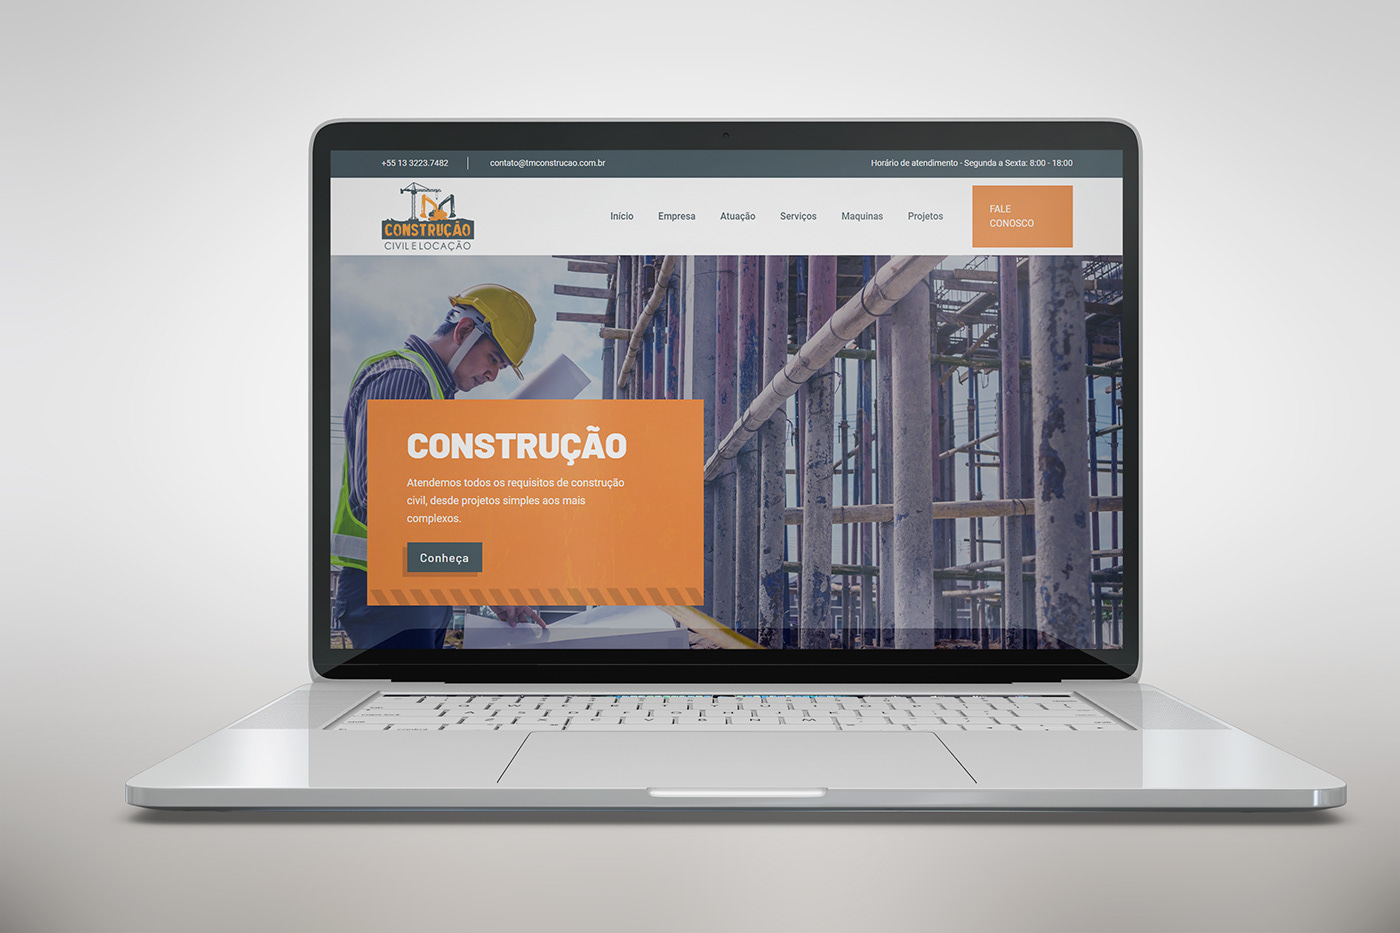 +55 13 3223.7482
contato@tmconstrucao.com.br
Horário de atendimento - Segunda a Sexta: 8:00 - 18:00
TM
CONSTRUÇÃO
CIVIL E LOCAÇÃO
Início
Empresa
Atuação
Serviços
Maquinas
Projetos
FALE
CONOSCO
CONSTRUÇÃO
Atendemos todos os requisitos de construção
civil, desde projetos simples aos mais
complexos.
Conheça